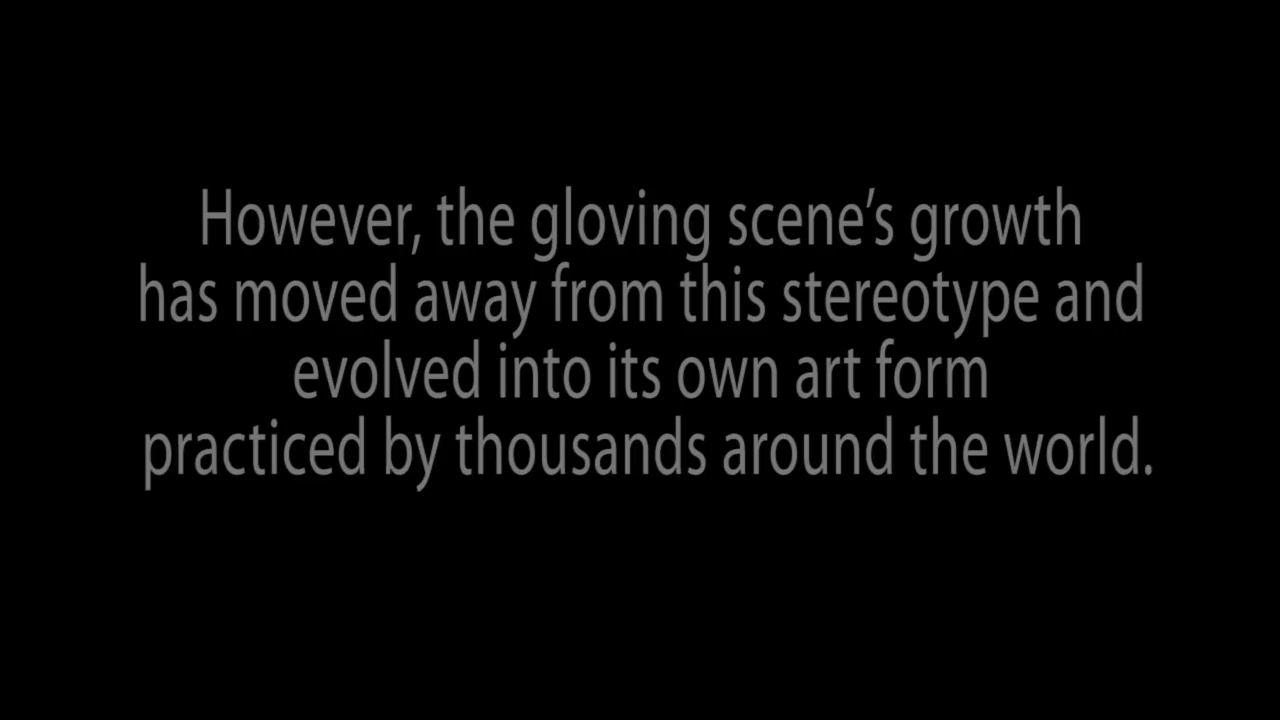 However, the gloving scene’s growth
has moved away from this stereotype and
evolved into its own art form
practiced by thousands around the world.